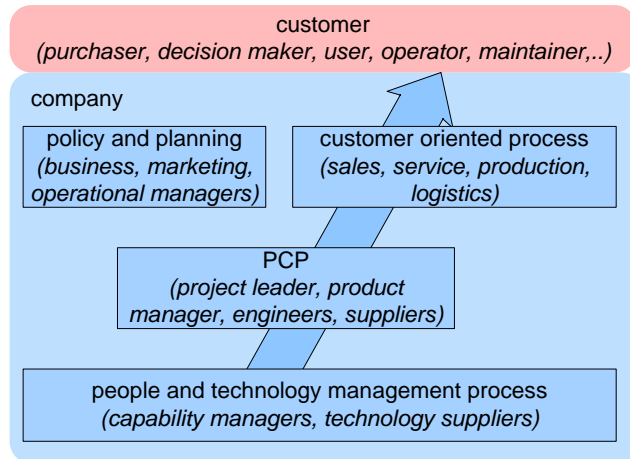 customer
(purchaser, decision maker, user, operator, maintainer,..)
company
policy and planning
(business, marketing,
operational managers)
customer oriented process
(sales, service, production,
logistics)
PCP
(project leader, product
manager, engineers, suppliers)
people and technology management process
(capability managers, technology suppliers)